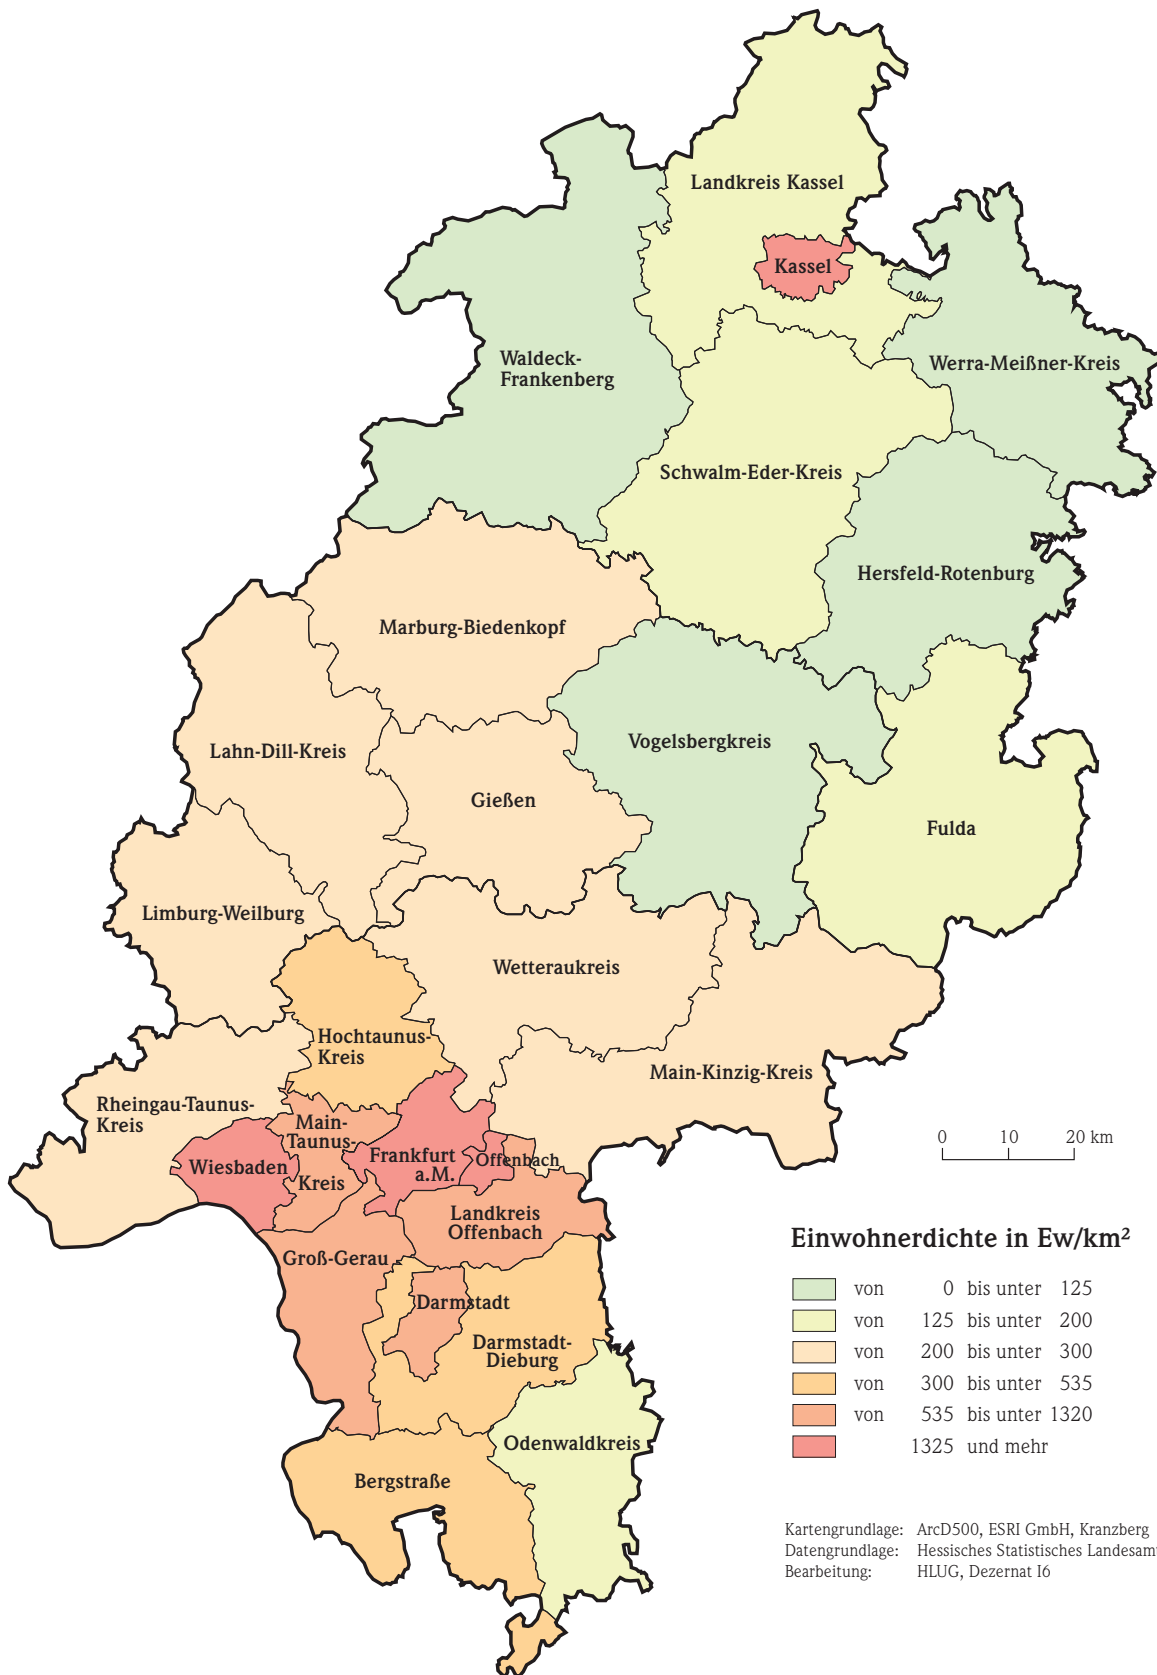 Landkreis Kassel
Kassel
Waldeck-
Frankenberg
Werra-Meißner-Kreis
Schwalm-Eder-Kreis
Hersfeld-Rotenburg
Marburg-Biedenkopf
Vogelsbergkreis
Lahn-Dill-Kreis
Gießen
Fulda
Limburg-Weilburg
Wetteraukreis
Hochtaunus-
Kreis
Main-Kinzig-Kreis
Rheingau-Taunus-
Kreis
Main-
Taunus-
Kreis
Wiesbaden
Frankfurt
a.M.
Offenbach
Landkreis
Offenbach
Groß-Gerau
Darmstadt
Darmstadt-
Dieburg
Odenwaldkreis
Bergstraße
0 10 20 km
Einwohnerdichte in Ew/km²
von 0 bis unter 125
von 125 bis unter 200
von 200 bis unter 300
von 300 bis unter 535
von 535 bis unter 1320
1325 und mehr
Kartengrundlage: ArcD500, ESRI GmbH, Kranzberg
Datengrundlage: Hessisches Statistisches Landesamt
Bearbeitung: HLUG, Dezernat I6